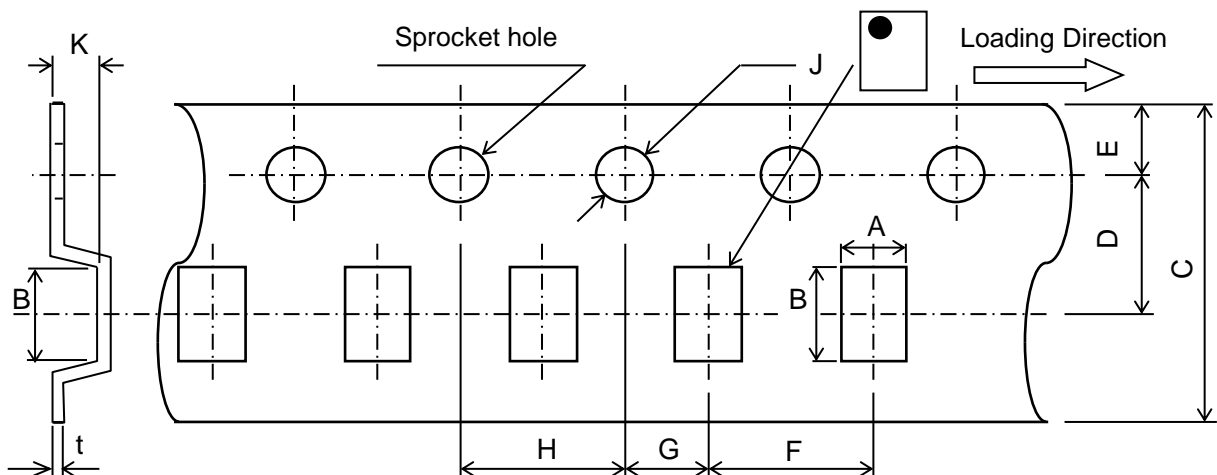 K
Sprocket hole
J
Loading Direction
E
A
D
C
B
B
t
H
G
F